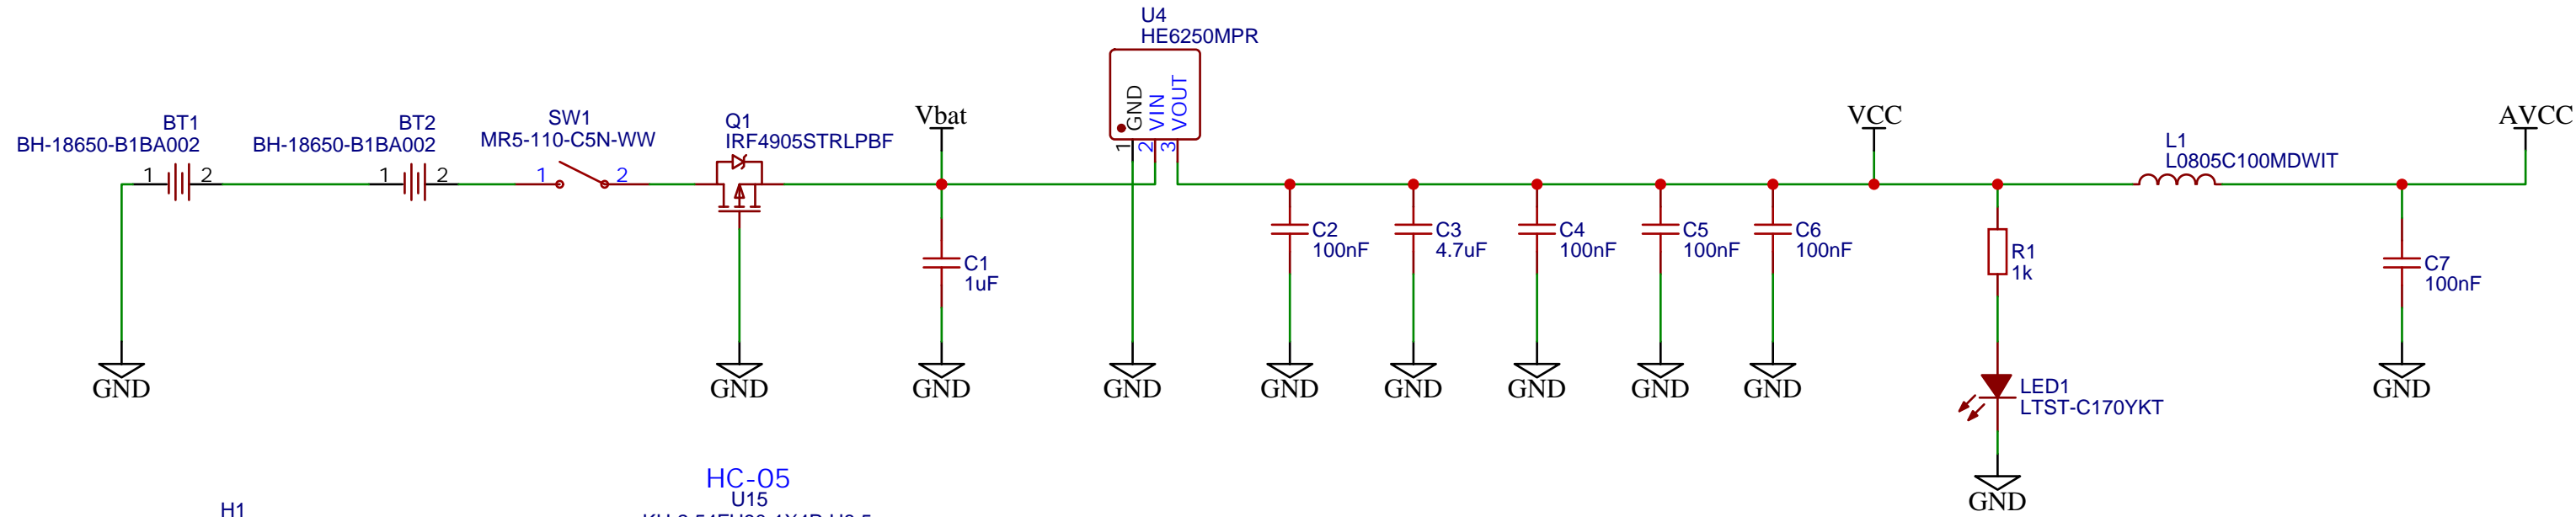 U4
HE6250MPR
GND
VIN
VOUT
1
2
3
BT1
BH-18650-B1BA002
1
2
BT2
BH-18650-B1BA002
1
2
SW1
MR5-110-C5N-WW
1
2
Q1
IRF4905STRLPBF
Vbat
C1
1uF
C2
100nF
C3
4.7uF
C4
100nF
C5
100nF
C6
100nF
VCC
R1
1k
LED1
LTST-C170YKT
L1
L0805C100MDWIT
AVCC
C7
100nF
GND
GND
GND
GND
GND
GND
GND
GND
GND
GND
GND
HC-05
U15
H1